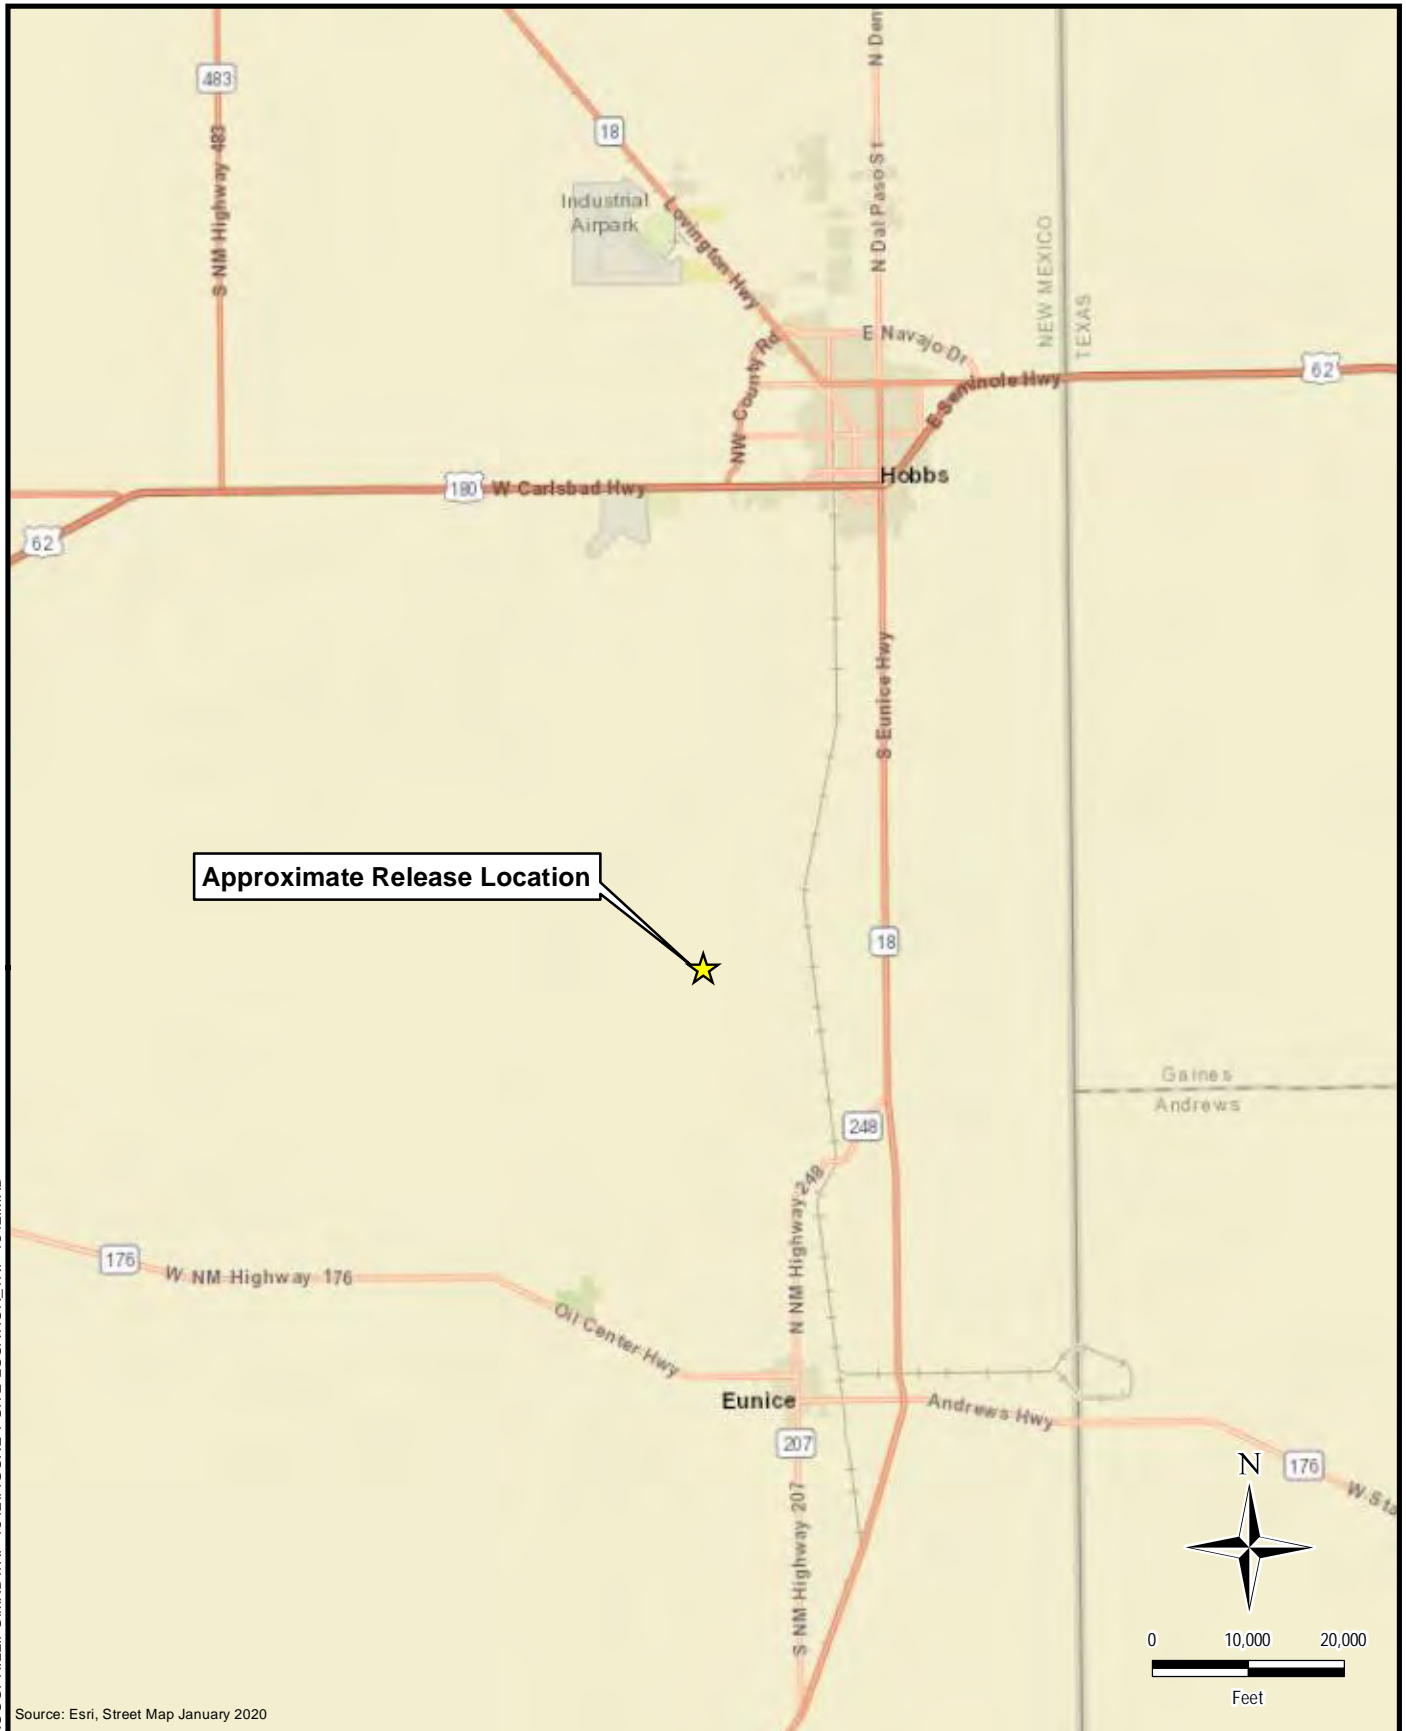 N Den
483
18
S NM Highway 483
N Dal Paso St
Industrial
Airpark
Lovington Hwy
NEW MEXICO
TEXAS
E Navajo Dr
NW County Rd
62
E Seminole Hwy
Hobbs
180
W Carlsbad Hwy
62
S Eunice Hwy
Approximate Release Location
18
Gaines
Andrews
248
N NM Highway 248
176
W NM Highway 176
Oil Center Hwy
Eunice
Andrews Hwy
207
S NM Highway 207
N
176
W Sta
0 10,000 20,000
Feet
Source: Esri, Street Map January 2020